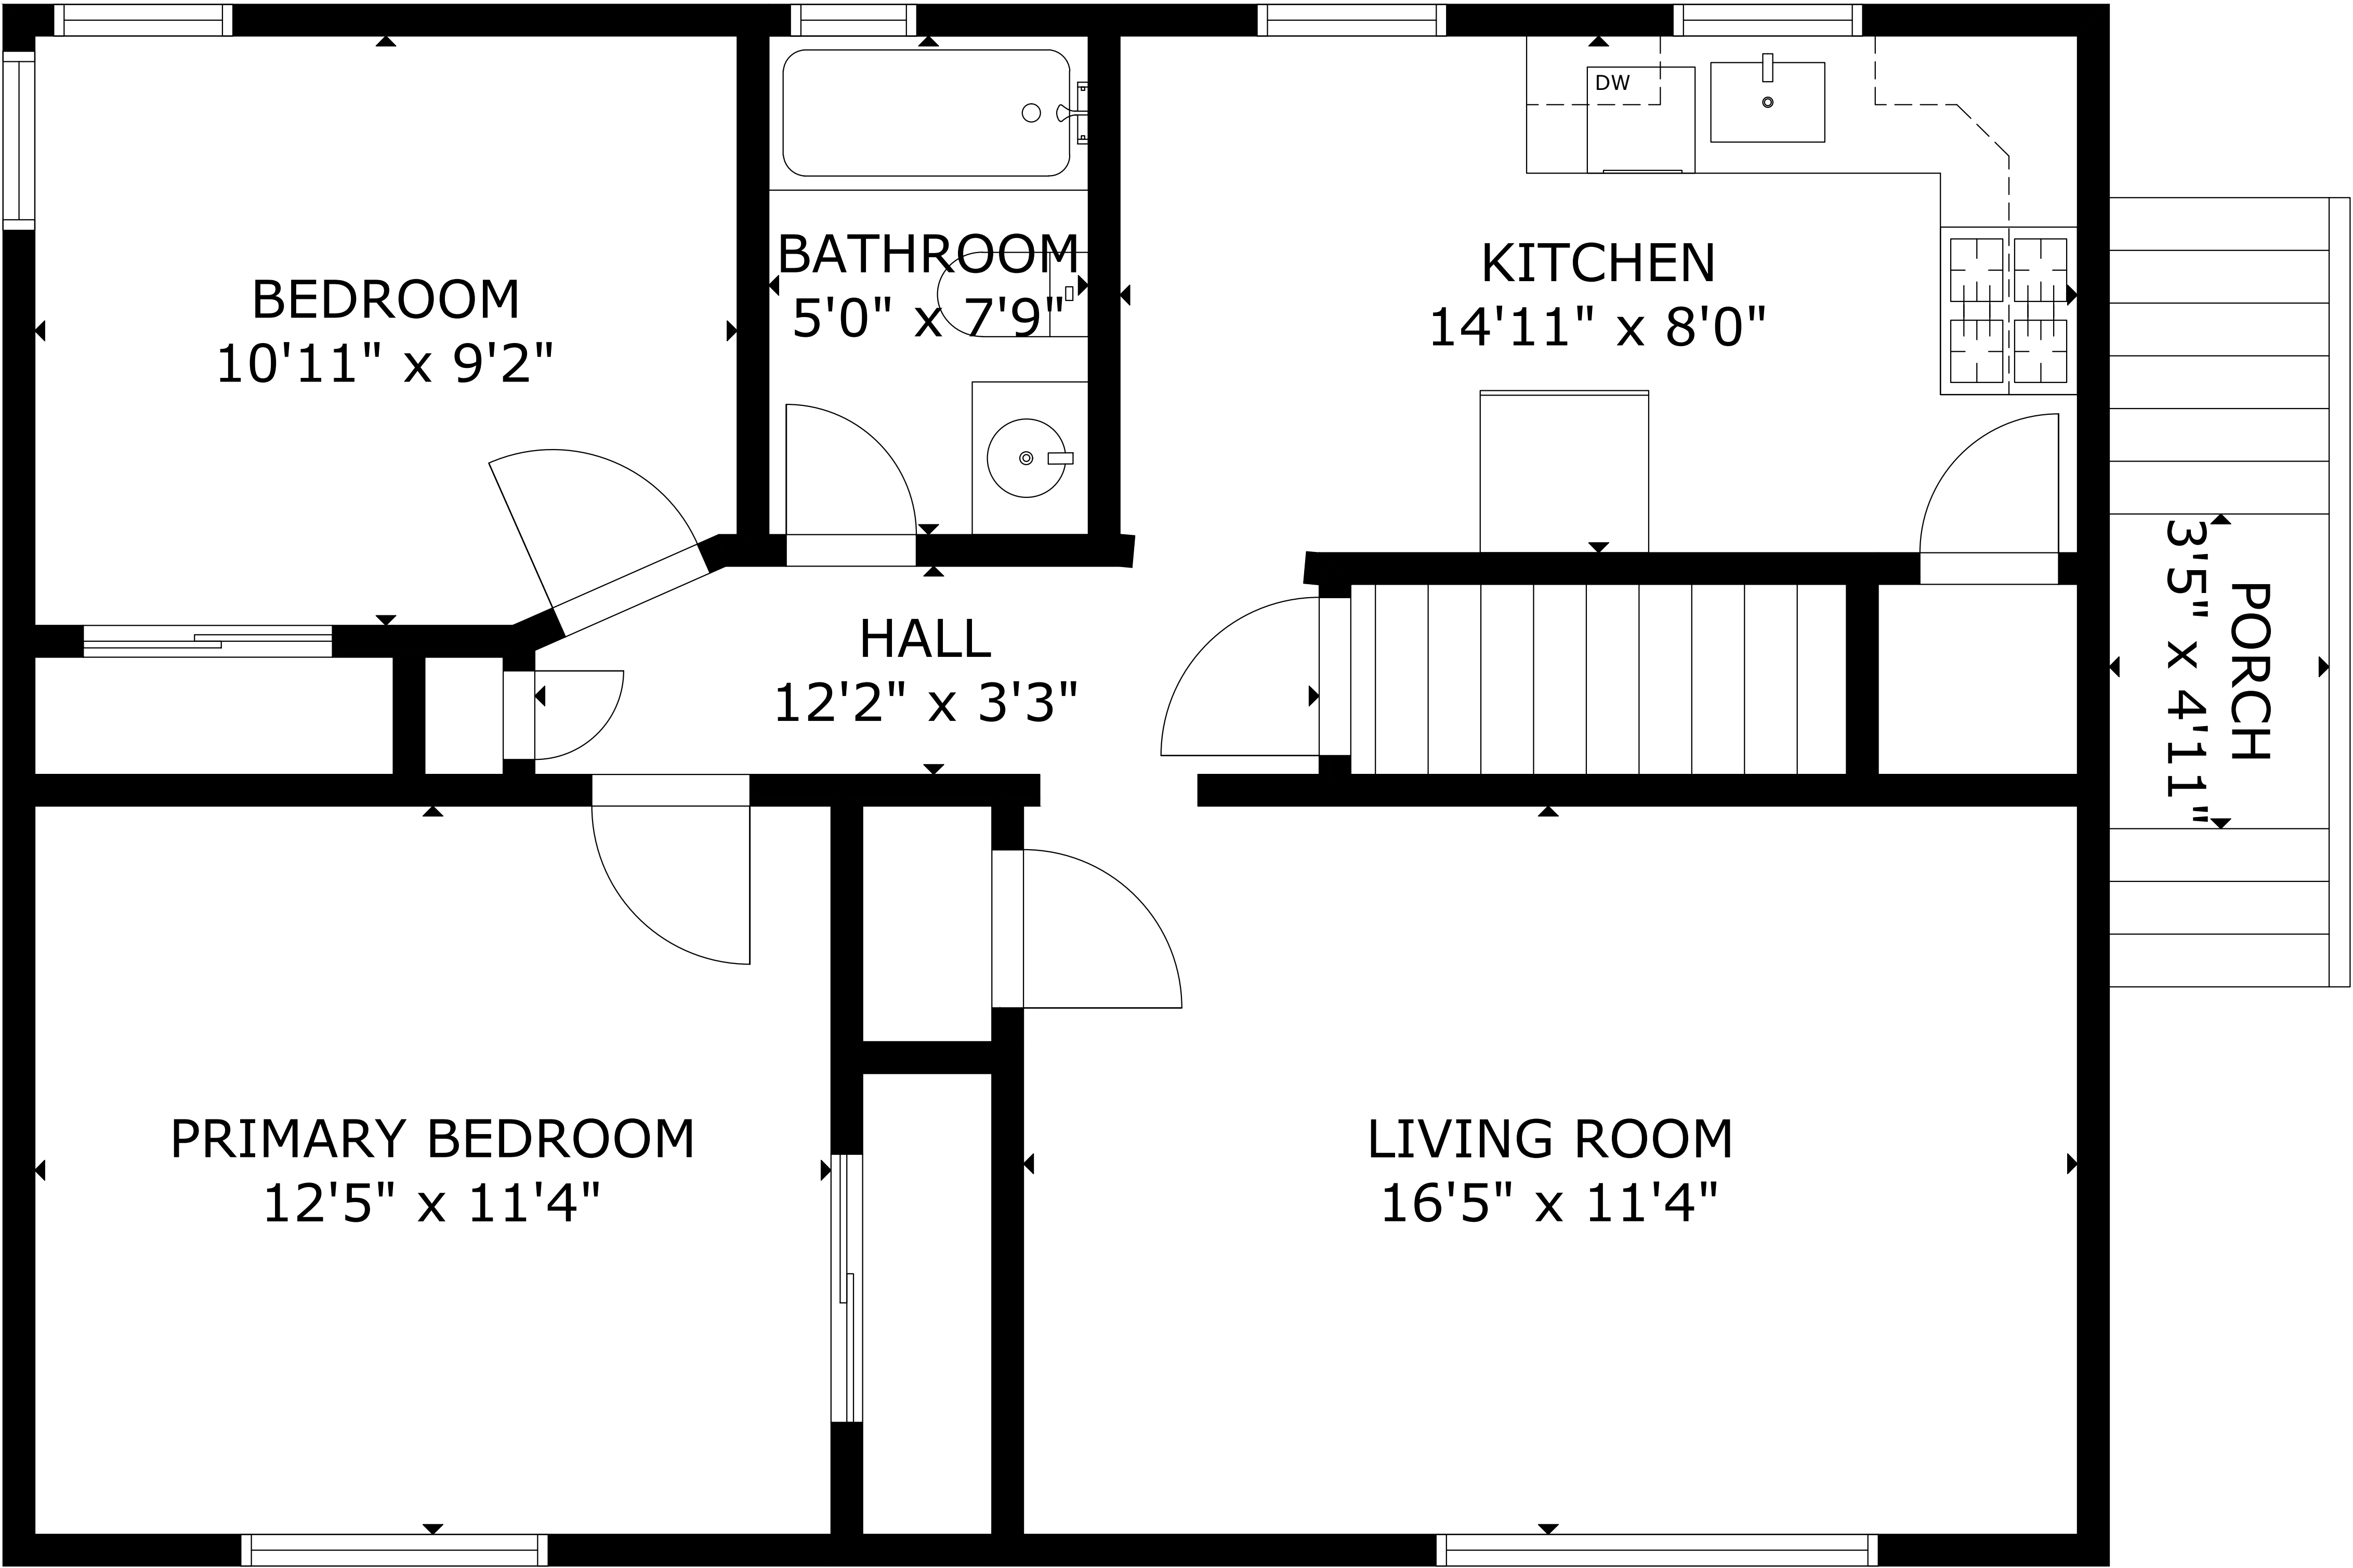 DW
BATHROOM
5'0" x 7'9"
KITCHEN
14'11" x 8'0"
BEDROOM
10'11" x 9'2"
HALL
12'2" x 3'3"
PORCH
3'5" x 4'11"
PRIMARY BEDROOM
12'5" x 11'4"
LIVING ROOM
16'5" x 11'4"